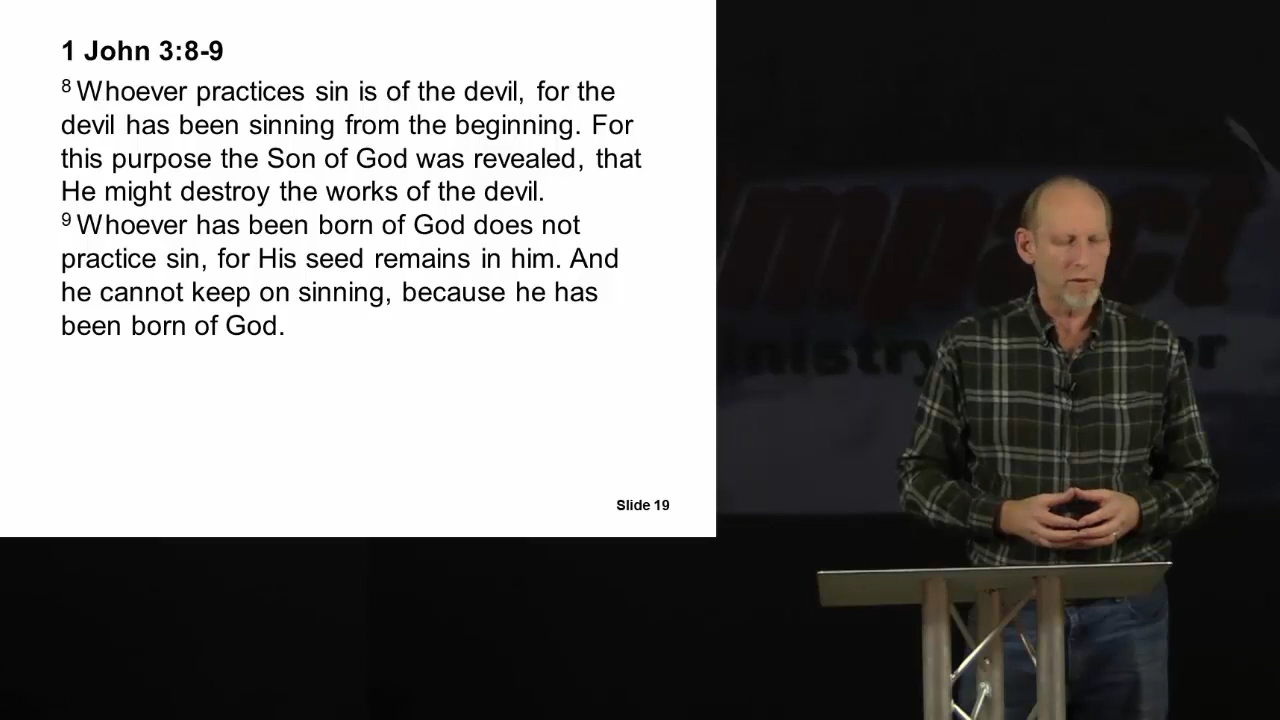 1 John 3:8-9
8 Whoever practices sin is of the devil, for the
devil has been sinning from the beginning. For
this purpose the Son of God was revealed, that
He might destroy the works of the devil.
9 Whoever has been born of God does not
practice sin, for His seed remains in him. And
he cannot keep on sinning, because he has
been born of God.
Slide 19
impact